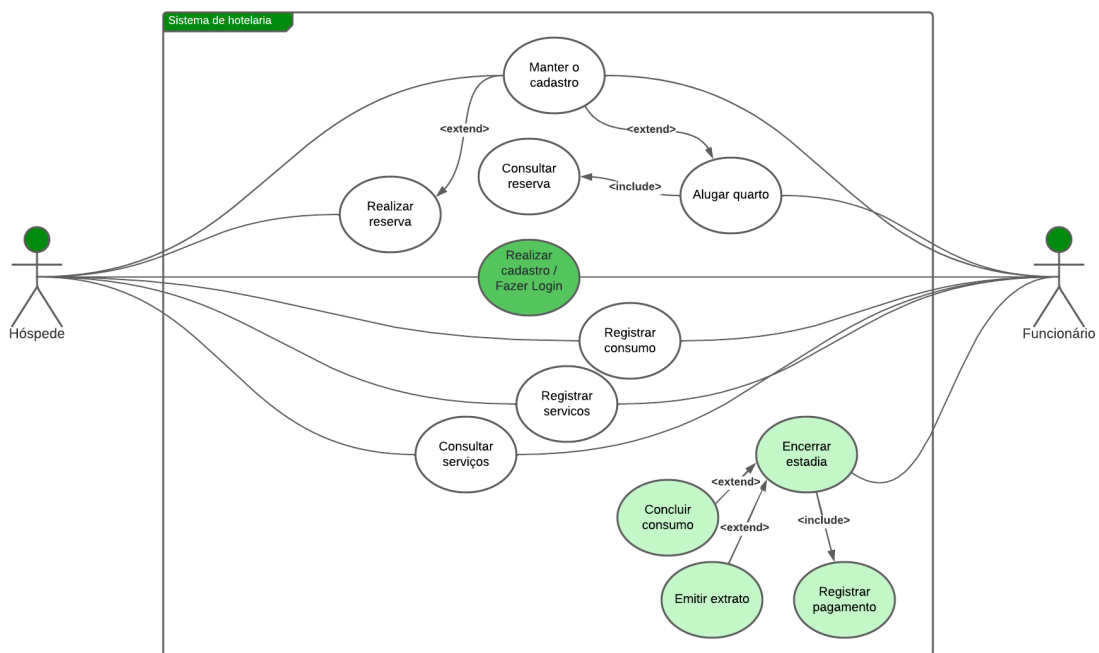 Sistema de hotelaria
Manter o
cadastro
<extend>
<extend>
Consultar
reserva
<include>
Alugar quarto
Realizar
reserva
Realizar
cadastro /
Fazer Login
Hóspede
Funcionário
Registrar
consumo
Registrar
servicos
Consultar
serviços
Encerrar
estadia
<extend>
Concluir
consumo
<extend>
<include>
Emitir extrato
Registrar
pagamento